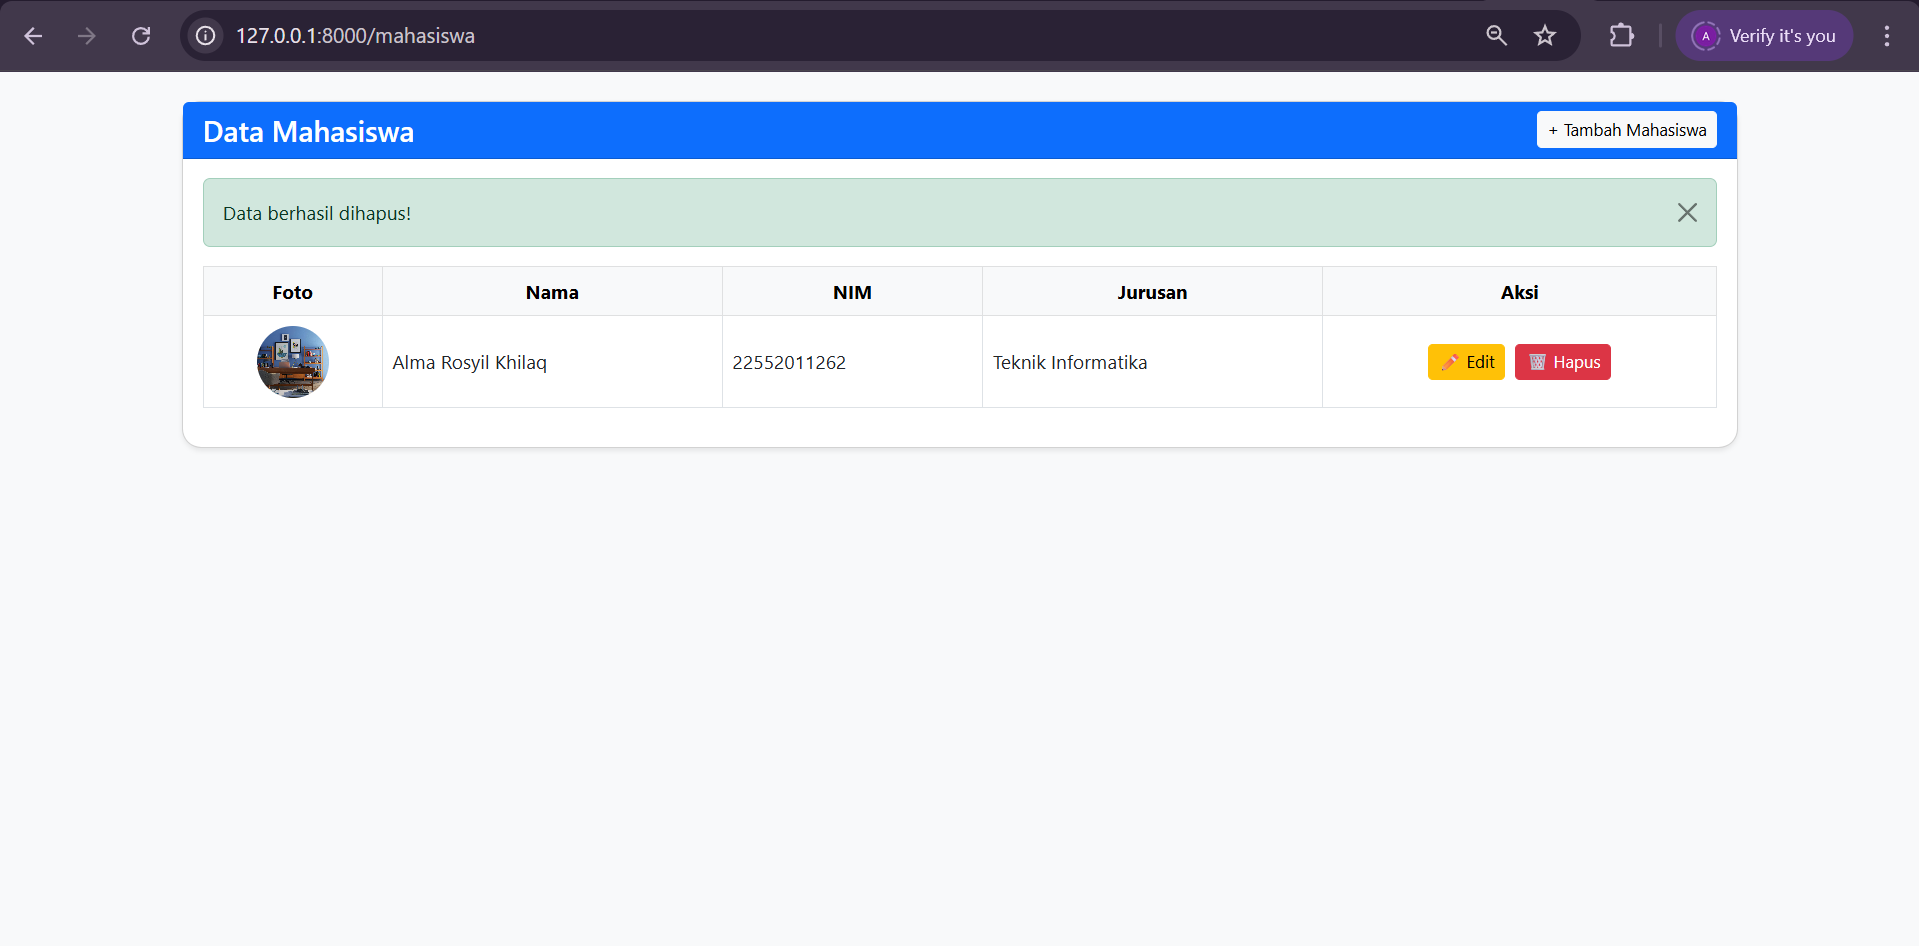 127.0.0.1:8000/mahasiswa
A Verify it's you
Data Mahasiswa
+ Tambah Mahasiswa
Data berhasil dihapus!
Foto Nama NIM Jurusan Aksi
Alma Rosyil Khilaq 22552011262 Teknik Informatika Edit Hapus